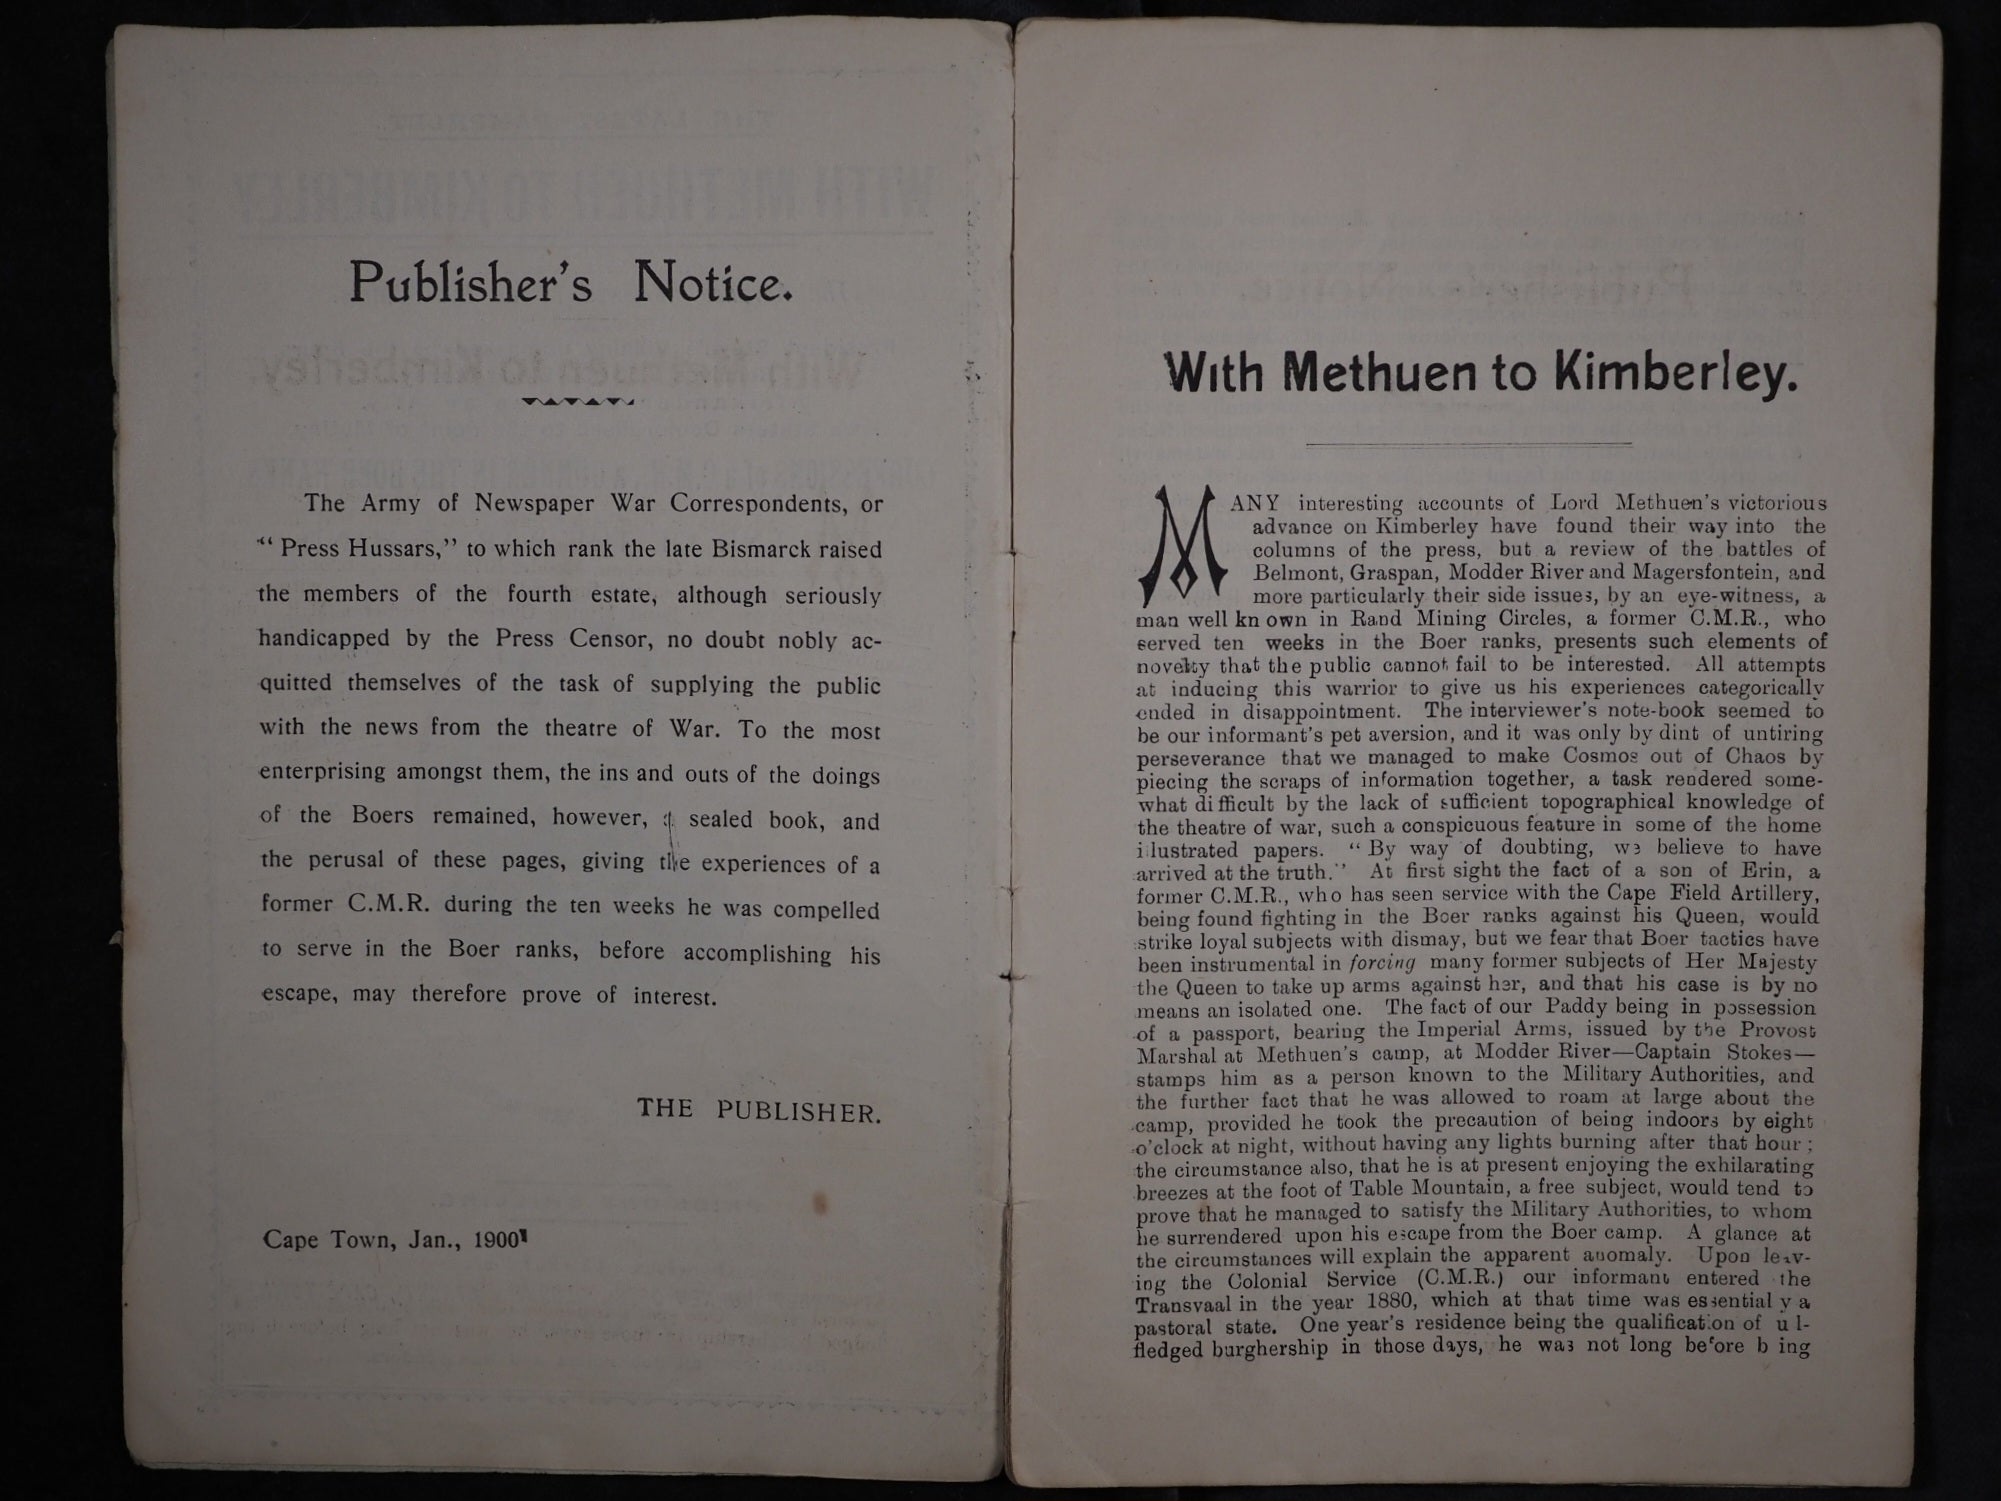 Publisher's Notice.
The Army of Newspaper War Correspondents, or
"Press Hussars," to which rank the late Bismarck raised
the members of the fourth estate, although seriously
handicapped by the Press Censor, no doubt nobly ac-
quitted themselves of the task of supplying the public
with the news from the theatre of War. To the most
enterprising amongst them, the ins and outs of the doings
of the Boers remained, however, a sealed book, and
the perusal of these pages, giving the experiences of a
former C.M.R. during the ten weeks he was compelled
to serve in the Boer ranks, before accomplishing his
escape, may therefore prove of interest.
THE PUBLISHER.
Cape Town, Jan., 1900
With Methuen to Kimberley.
MANY interesting accounts of Lord Methuen's victorious
advance on Kimberley have found their way into the
columns of the press, but a review of the battles of
Belmont, Graspan, Modder River and Magersfontein, and
more particularly their side issues, by an eye-witness, a
man well kn own in Rand Mining Circles, a former C.M.R., who
served ten weeks in the Boer ranks, presents such elements of
novelty that the public cannot fail to be interested. All attempts
at inducing this warrior to give us his experiences categorically
ended in disappointment. The interviewer's note-book seemed to
be our informant's pet aversion, and it was only by dint of untiring
perseverance that we managed to make Cosmos out of Chaos by
piecing the scraps of information together, a task rendered some-
what difficult by the lack of sufficient topographical knowledge of
the theatre of war, such a conspicuous feature in some of the home
illustrated papers. "By way of doubting, we believe to have
arrived at the truth." At first sight the fact of a son of Erin, a
former C.M.R., who has seen service with the Cape Field Artillery,
being found fighting in the Boer ranks against his Queen, would
strike loyal subjects with dismay, but we fear that Boer tactics have
been instrumental in forcing many former subjects of Her Majesty
the Queen to take up arms against her, and that his case is by no
means an isolated one. The fact of our Paddy being in possession
of a passport, bearing the Imperial Arms, issued by the Provost
Marshal at Methuen's camp, at Modder River—Captain Stokes—
stamps him as a person known to the Military Authorities, and
the further fact that he was allowed to roam at large about the
camp, provided he took the precaution of being indoors by eight
o'clock at night, without having any lights burning after that hour;
the circumstance also, that he is at present enjoying the exhilarating
breezes at the foot of Table Mountain, a free subject, would tend to
prove that he managed to satisfy the Military Authorities, to whom
he surrendered upon his escape from the Boer camp. A glance at
the circumstances will explain the apparent anomaly. Upon leav-
ing the Colonial Service (C.M.R.) our informant entered the
Transvaal in the year 1880, which at that time was essential y a
pastoral state. One year's residence being the qualification of u l-
fledged burghership in those days, he was not long before b ing